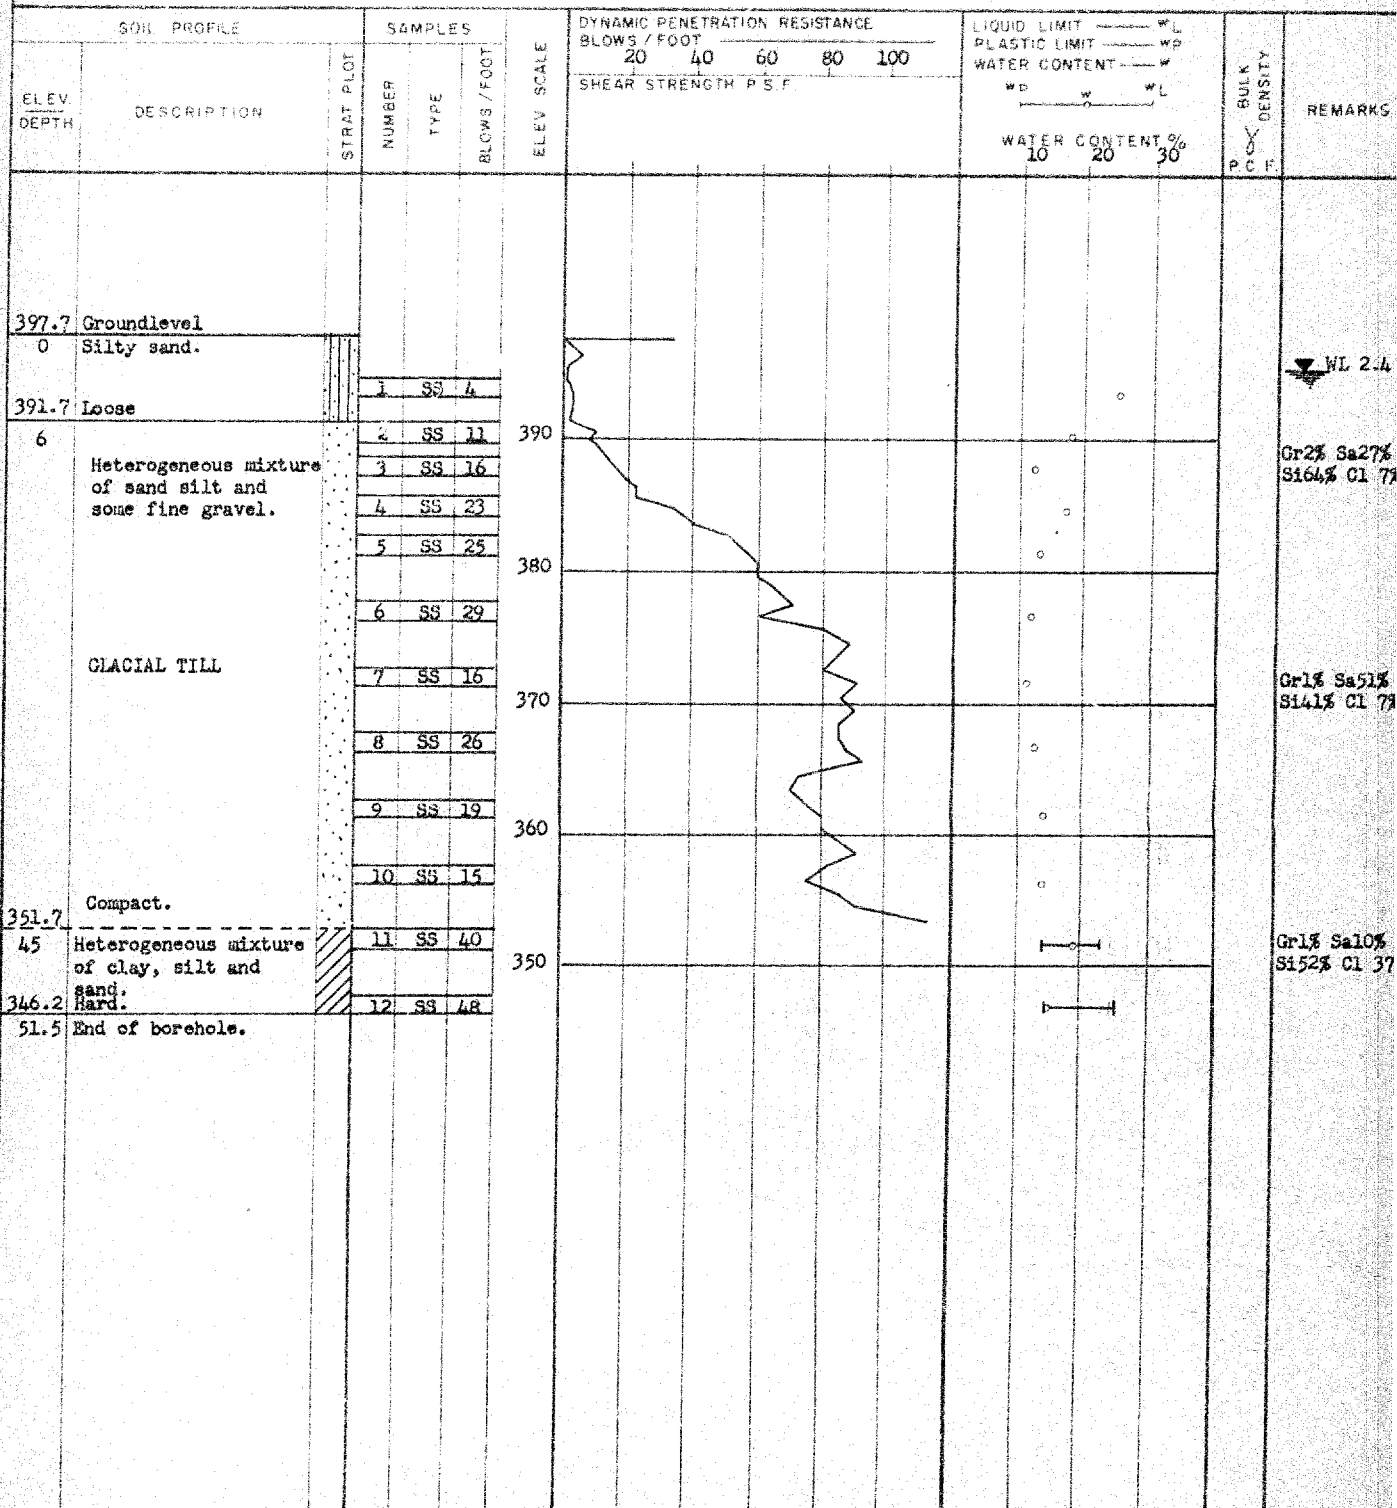 SOIL PROFILE
SAMPLES
ELEV SCALE
DYNAMIC PENETRATION RESISTANCE
BLOWS / FOOT
20 40 60 80 100
SHEAR STRENGTH P.S.F.
LIQUID LIMIT —— WL
PLASTIC LIMIT —— WP
WATER CONTENT —— W
WP W WL
WATER CONTENT %
10 20 30
BULK DENSITY
γ
P.C.F.
REMARKS
ELEV.
DEPTH
DESCRIPTION
STRAT PLOT
NUMBER
TYPE
BLOWS / FOOT
397.7 Groundlevel
0 Silty sand.
WL 2.4
1 SS 4
391.7 Loose
6
2 SS 11
390
Heterogeneous mixture
of sand silt and
some fine gravel.
3 SS 16
Gr2% Sa27%
Si64% Cl 7%
4 SS 23
5 SS 25
380
6 SS 29
GLACIAL TILL
7 SS 16
Gr1% Sa51%
Si41% Cl 7%
370
8 SS 26
9 SS 19
360
10 SS 15
Compact.
351.7
45 Heterogeneous mixture
of clay, silt and
sand.
11 SS 40
Gr1% Sa10%
Si52% Cl 37
350
346.2 Hard.
12 SS 48
51.5 End of borehole.